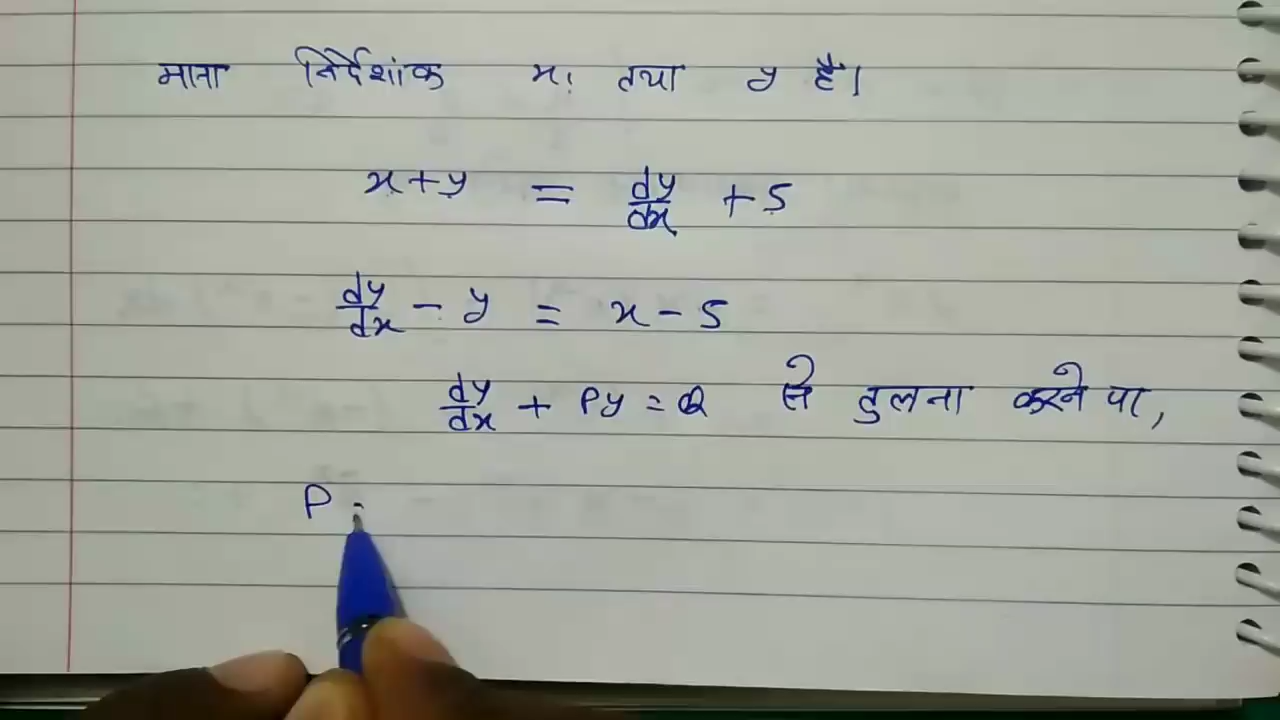 माना निर्देशांक x, तथा y है।
x + y = dy/dx + 5
dy/dx - y = x - 5
dy/dx + Py = Q से तुलना करने पर,
P =